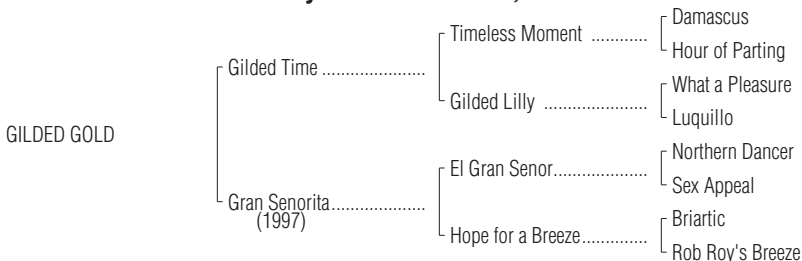 Damascus
Timeless Moment ............
Hour of Parting
Gilded Time ......................
What a Pleasure
Gilded Lilly ......................
Luquillo
GILDED GOLD
Northern Dancer
El Gran Senor....................
Sex Appeal
Gran Senorita....................
(1997)
Briartic
Hope for a Breeze..............
Rob Roy's Breeze